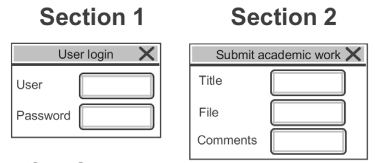 Section 1
User login
User
Password
Section 2
Submit academic work
Title
File
Comments